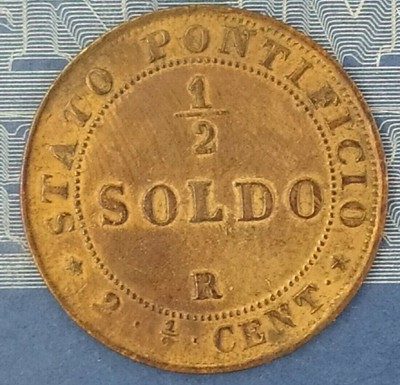 STATO PONTIFICIO
1/2
SOLDO
R
2 · 1/2 · CENT.